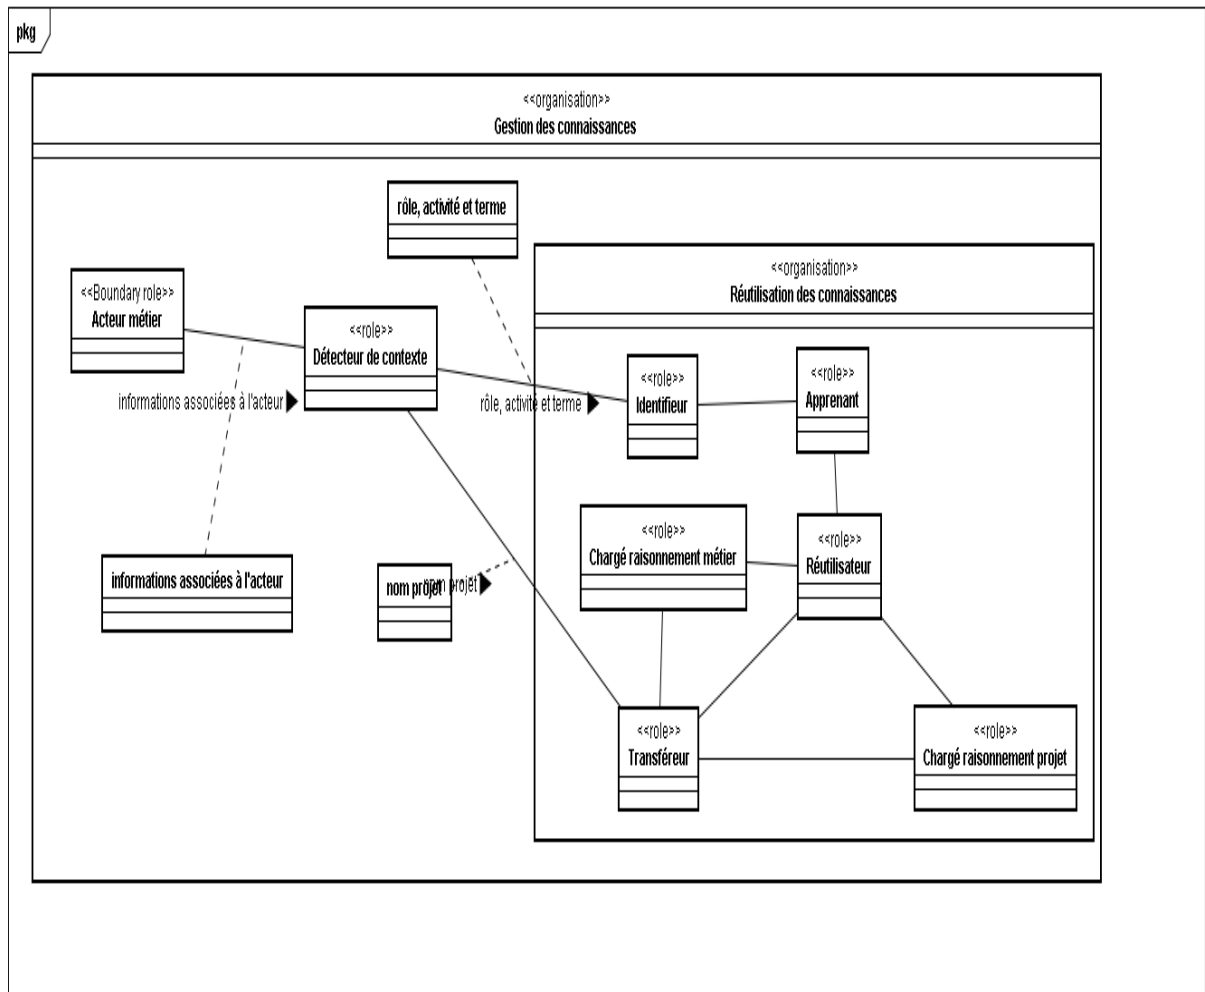 pkg
<<organisation>>
Gestion des connaissances
rôle, activité et terme
<<organisation>>
Réutilisation des connaissances
<<Boundary role>>
Acteur métier
<<role>>
Détecteur de contexte
informations associées à l'acteur
rôle, activité et terme
<<role>>
Identifieur
<<role>>
Apprenant
<<role>>
Chargé raisonnement métier
<<role>>
Réutilisateur
informations associées à l'acteur
nom projet
nom projet
<<role>>
Transféreur
<<role>>
Chargé raisonnement projet